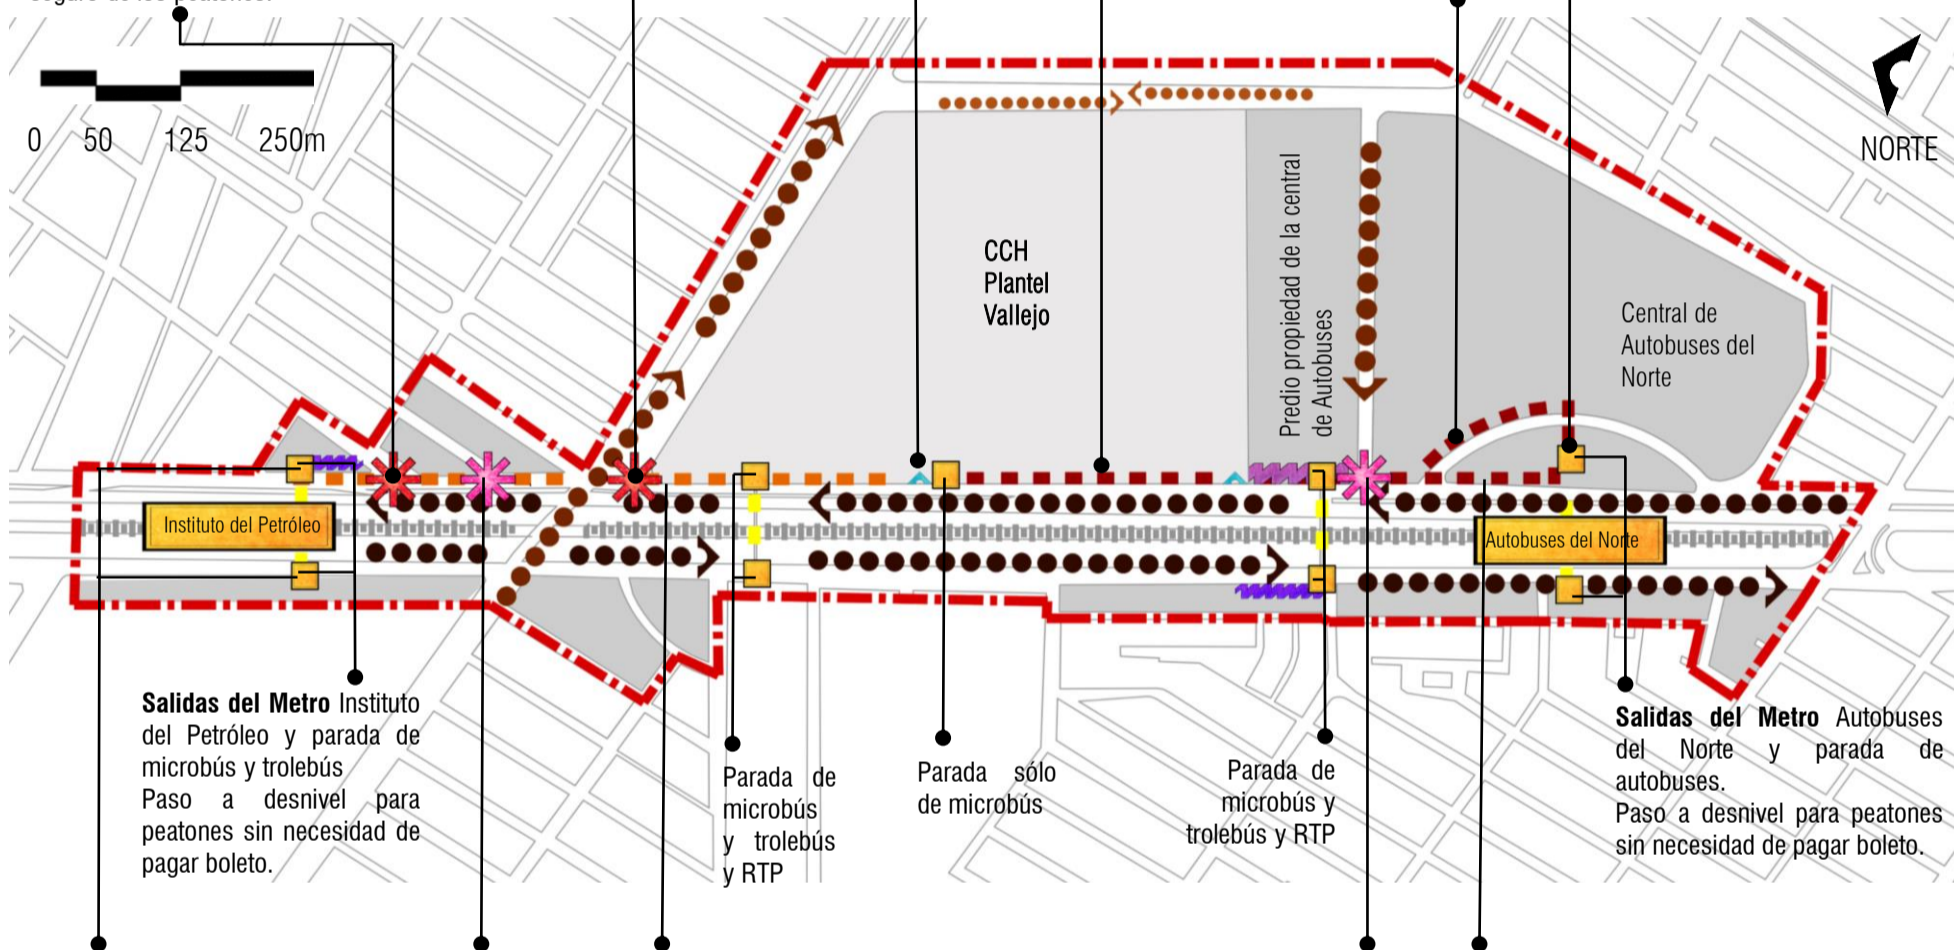 seguro de los peatones.
0 50 125 250m
NORTE
CCH
Plantel
Vallejo
Predio propiedad de la central
de Autobuses
Central de
Autobuses del
Norte
Instituto del Petróleo
Autobuses del Norte
Salidas del Metro Instituto
del Petróleo y parada de
microbús y trolebús
Paso a desnivel para
peatones sin necesidad de
pagar boleto.
Parada de
microbús
y trolebús
y RTP
Parada sólo
de microbús
Parada de
microbús y
trolebús y RTP
Salidas del Metro Autobuses
del Norte y parada de
autobuses.
Paso a desnivel para peatones
sin necesidad de pagar boleto.